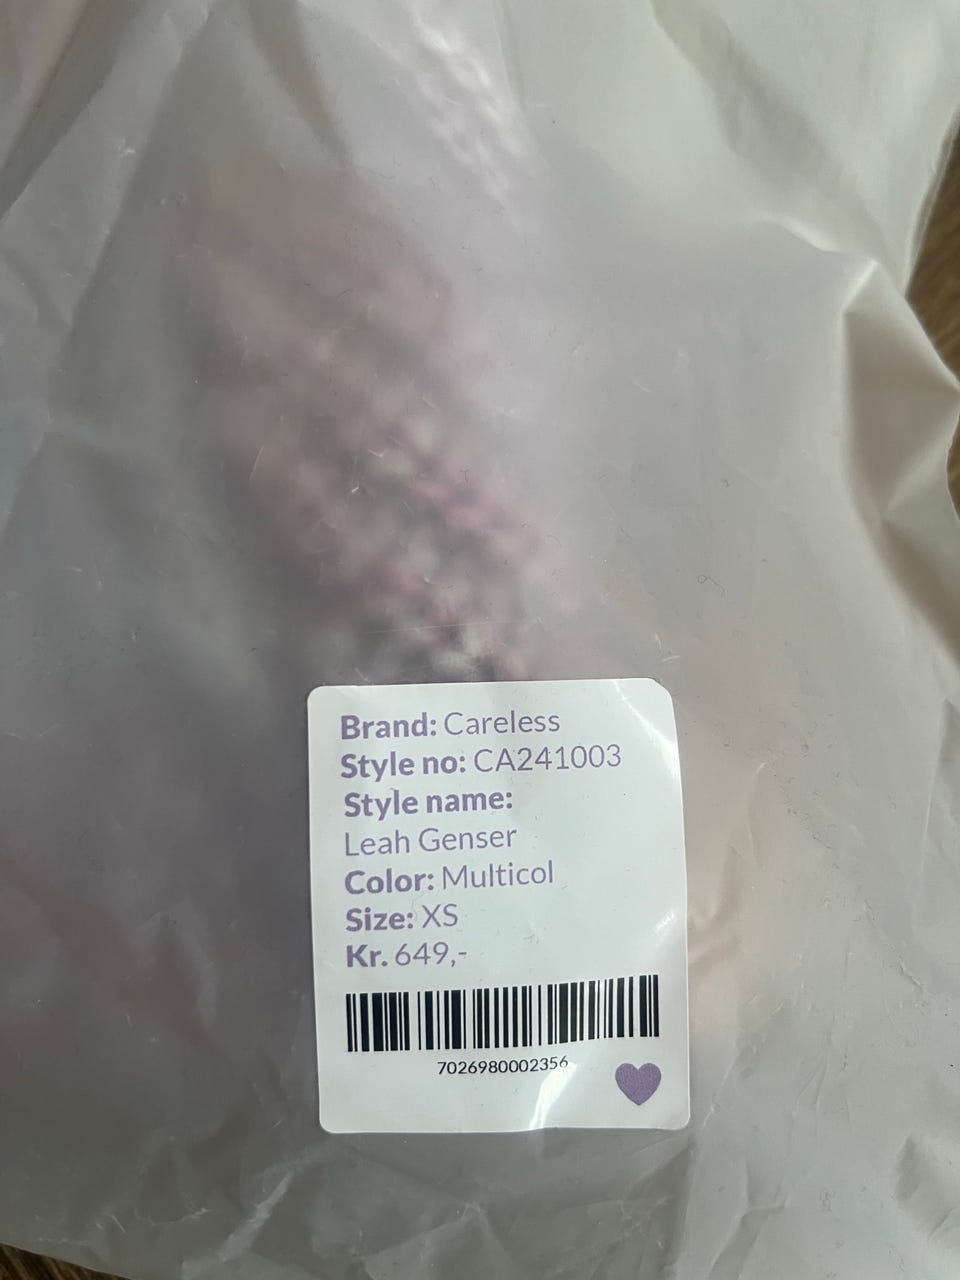 Brand: Careless
Style no: CA241003
Style name:
Leah Genser
Color: Multicol
Size: XS
Kr. 649,-
7026980002356